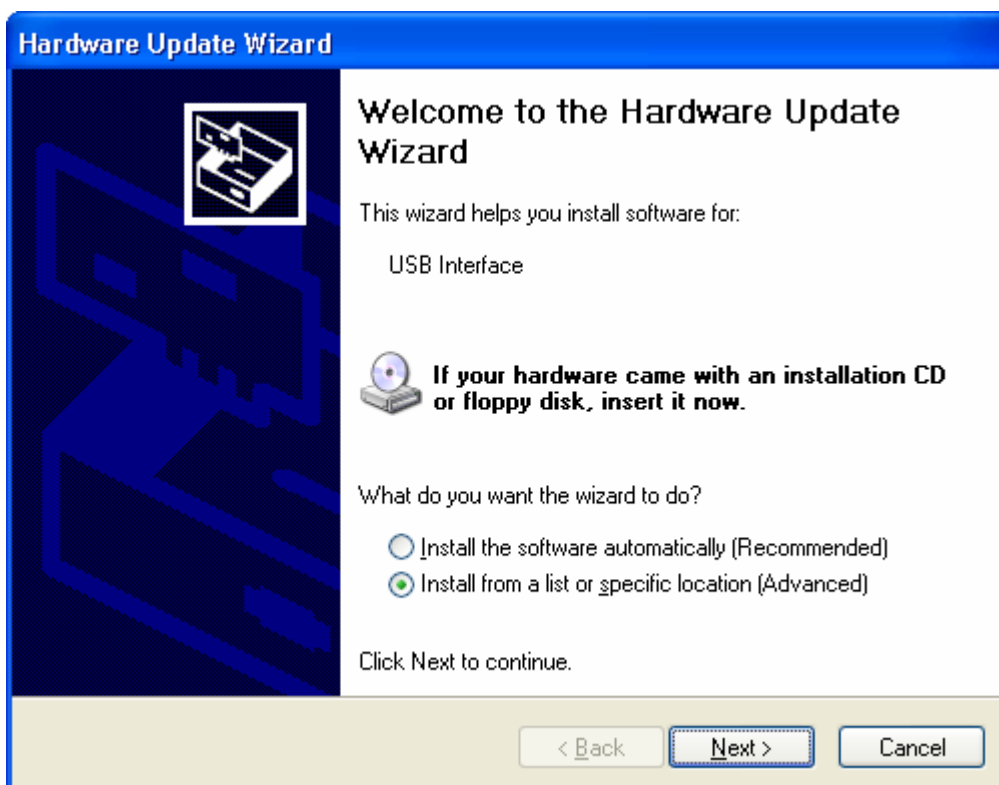 Hardware Update Wizard
Welcome to the Hardware Update
Wizard
This wizard helps you install software for:
USB Interface
If your hardware came with an installation CD
or floppy disk, insert it now.
What do you want the wizard to do?
Install the software automatically (Recommended)
Install from a list or specific location (Advanced)
Click Next to continue.
< Back Next > Cancel